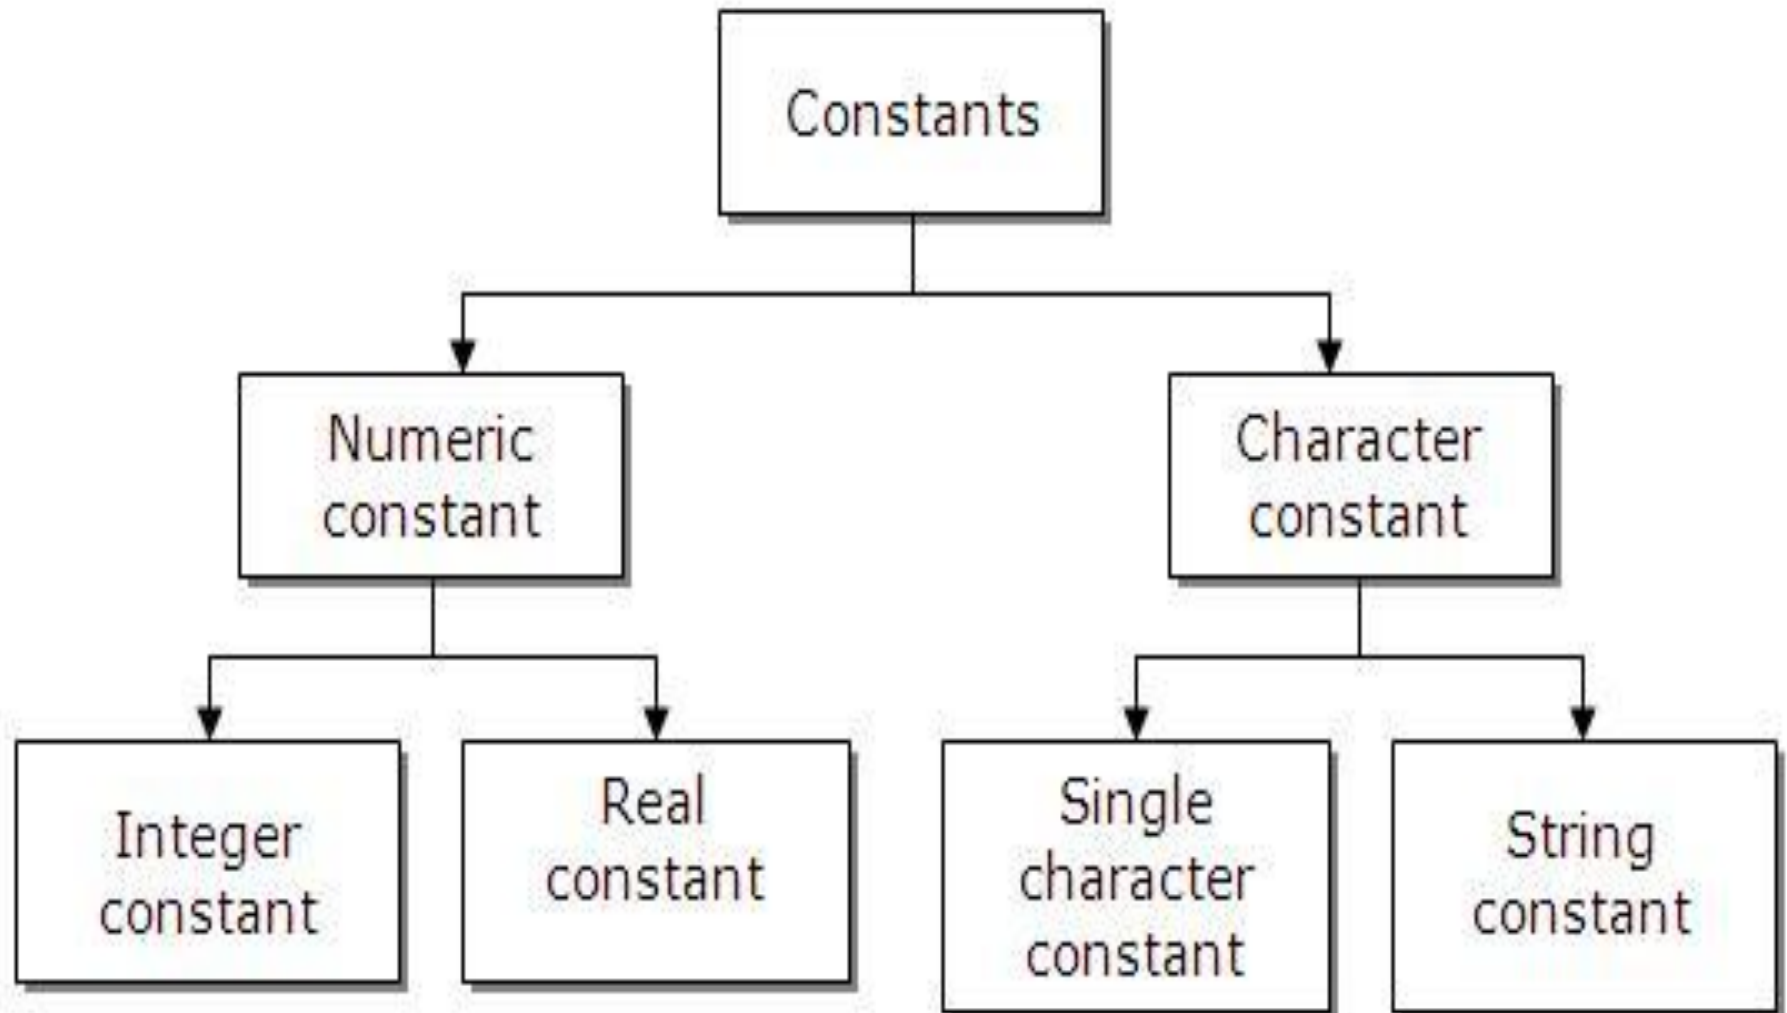 Constants
Numeric
constant
Character
constant
Integer
constant
Real
constant
Single
character
constant
String
constant